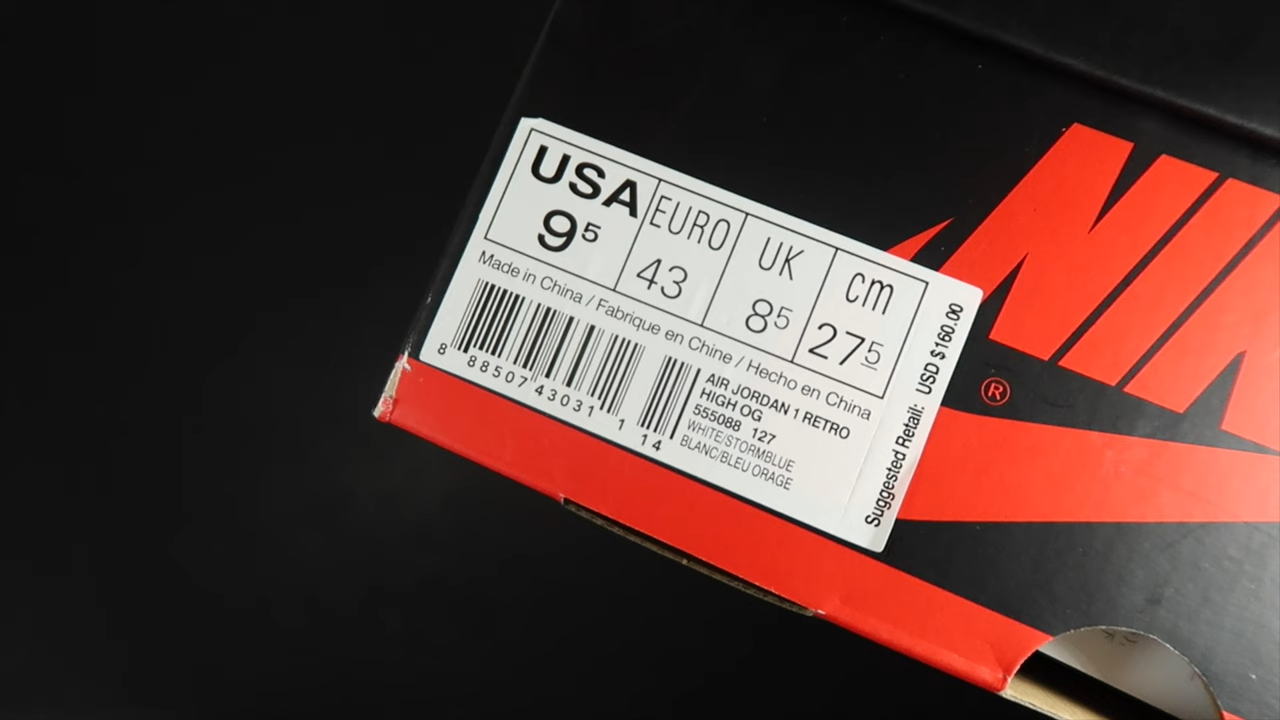 USA
9⁵
EURO
43
UK
8⁵
cm
27⁵
Made in China / Fabrique en Chine / Hecho en China
8 88507 43031 1 14
AIR JORDAN 1 RETRO
HIGH OG
555088 127
WHITE/STORMBLUE
BLANC/BLEU ORAGE
Suggested Retail: USD $160.00
®